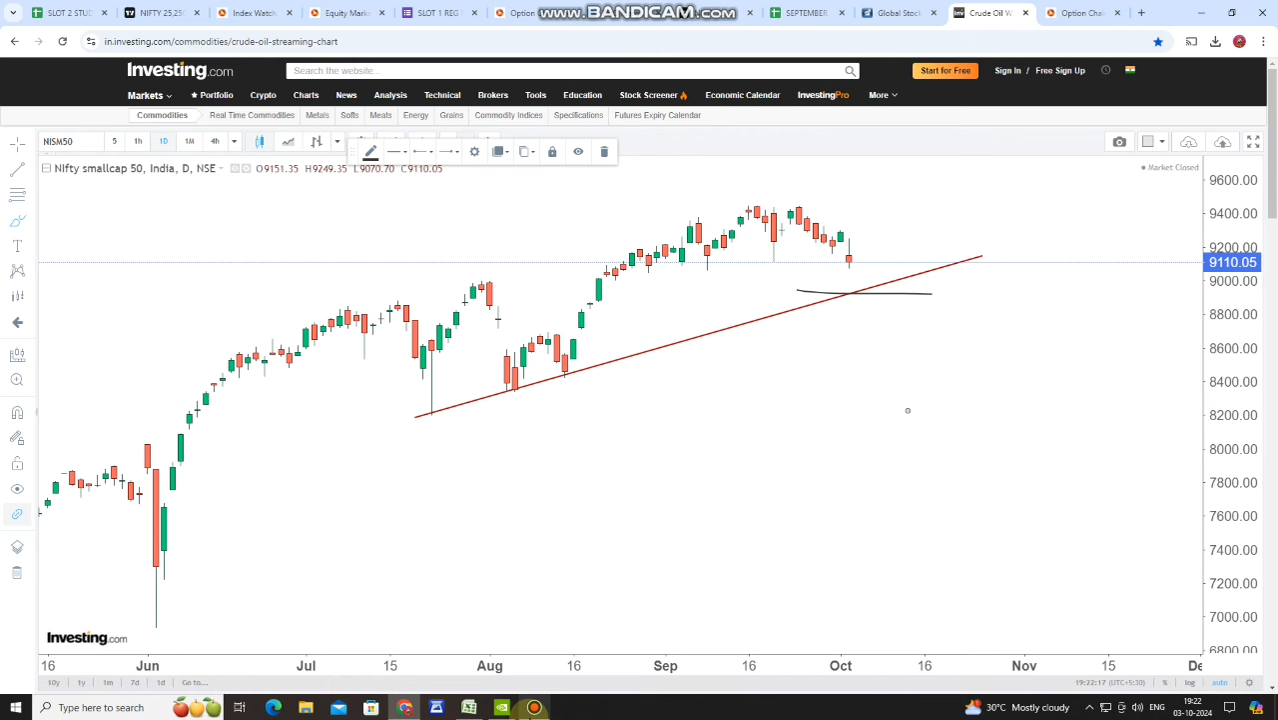 SLOT 2 STUD
NIFTY 25,250
Index Watch
Equity Market
SLOT 1 REG
Option
www.BANDICAM.com
SEPTEMBER
Global Stock
Crude Oil W
Option Chai
in.investing.com/commodities/crude-oil-streaming-chart
Investing.com
Search the website...
Start for Free
Sign In / Free Sign Up
Markets
Portfolio
Crypto
Charts
News
Analysis
Technical
Brokers
Tools
Education
Stock Screener
Economic Calendar
InvestingPro
More
Commodities
Real Time Commodities
Metals
Softs
Meats
Energy
Grains
Commodity Indices
Specifications
Futures Expiry Calendar
NISM50
5
1h
1D
1M
4h
Nifty smallcap 50, India, D, NSE
O9151.35 H9249.35 L9070.70 C9110.05
Market Closed
9600.00
9400.00
9200.00
9110.05
9000.00
8800.00
8600.00
8400.00
8200.00
8000.00
7800.00
7600.00
7400.00
7200.00
7000.00
6800.00
Investing.com
16
Jun
Jul
15
Aug
16
Sep
16
Oct
16
Nov
15
De
10y
1y
1m
7d
1d
Go to...
19:22:17 (UTC+5:30)
%
log
auto
Type here to search
30°C Mostly cloudy
ENG
19:22
03-10-2024